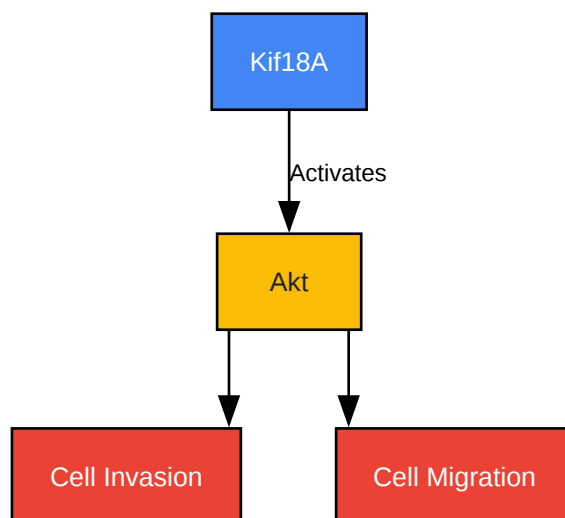 Kif18A
Activates
Akt
Cell Invasion
Cell Migration